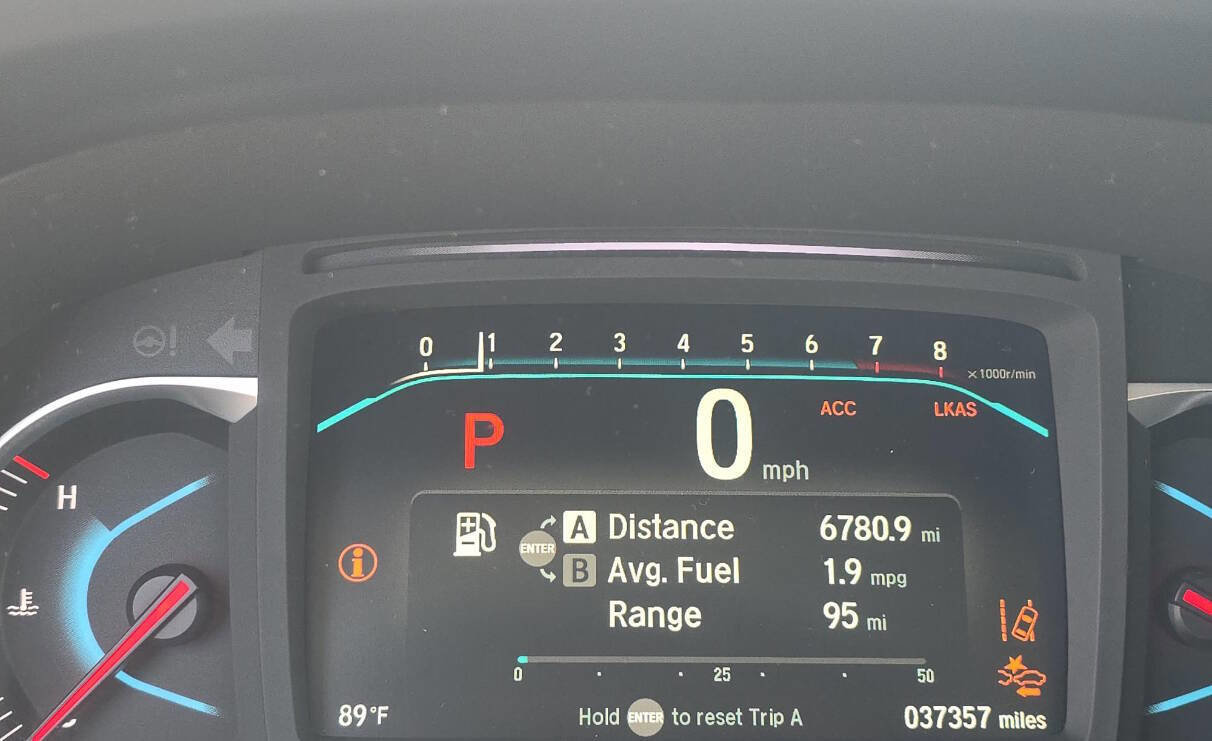 0 1 2 3 4 5 6 7 8
×1000r/min
ACC LKAS
P 0 mph
H
ENTER A Distance 6780.9 mi
B Avg. Fuel 1.9 mpg
Range 95 mi
0 25 50
89°F Hold ENTER to reset Trip A 037357 miles